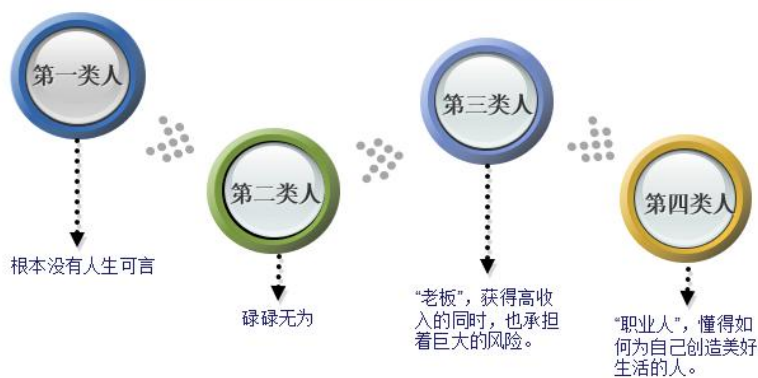 第一类人
根本没有人生可言
第二类人
碌碌无为
第三类人
“老板”，获得高收
入的同时，也承担
着巨大的风险。
第四类人
“职业人”，懂得如
何为自己创造美好
生活的人。